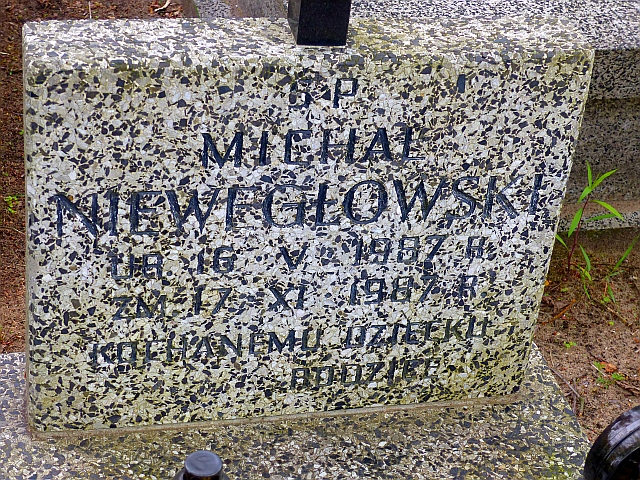 Ś P
MICHAŁ
NIEWĘGŁOWSKI
UR 16 V 1987 R
ZM 17 XI 1987 R
KOCHANEMU DZIECKU
RODZICE